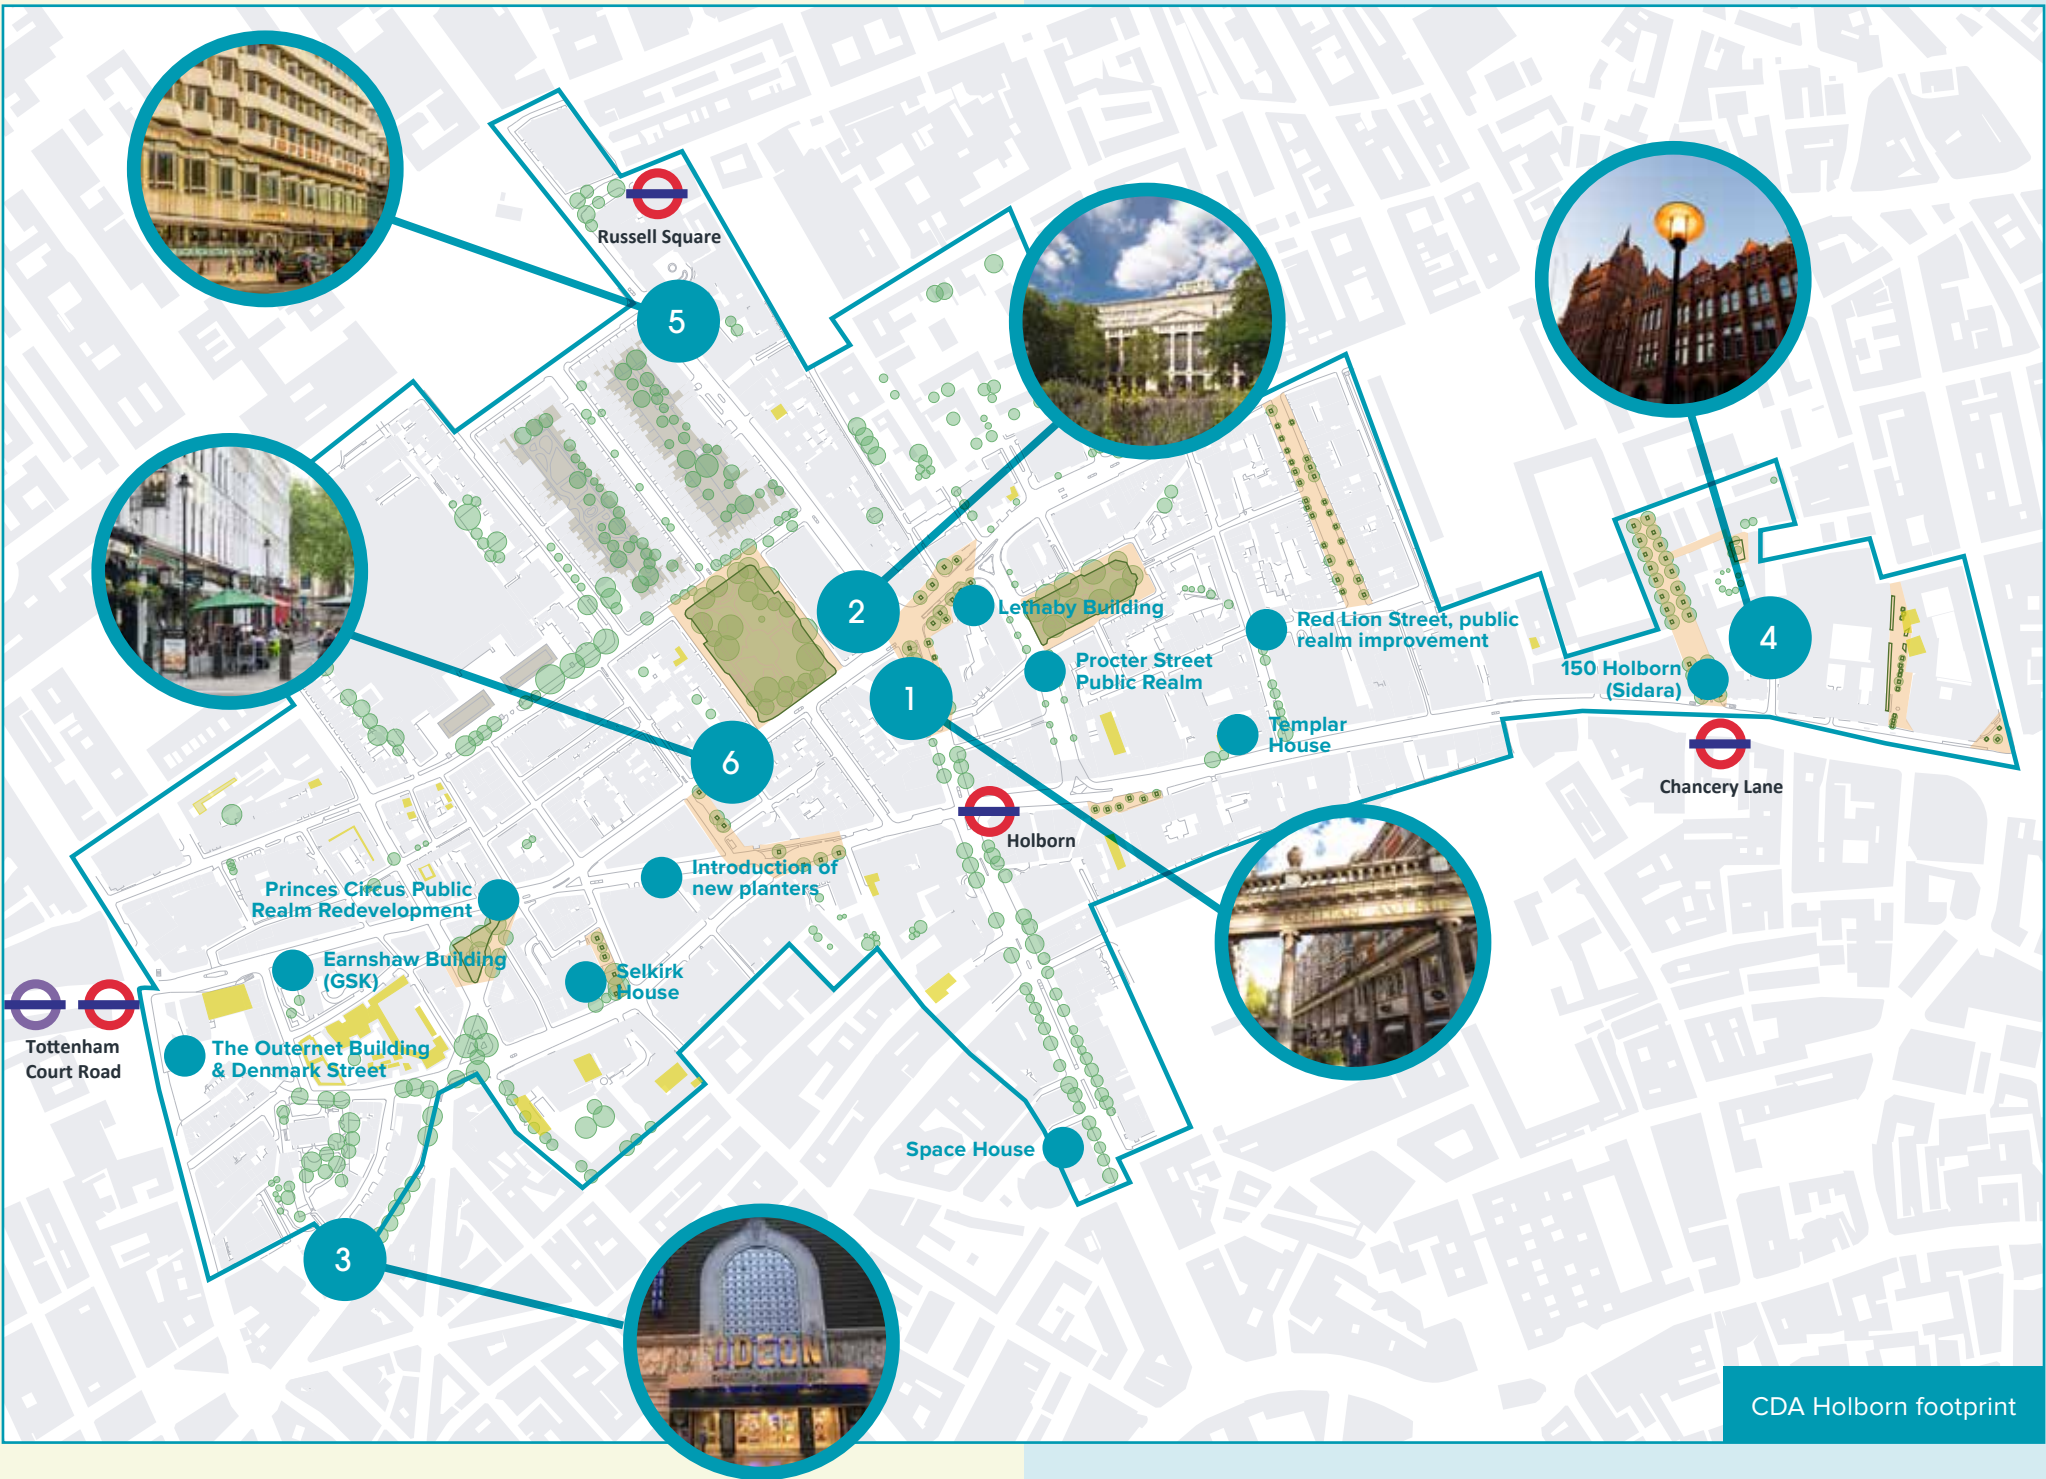 Russell Square
5
2
Lethaby Building
Red Lion Street, public
realm improvement
4
150 Holborn
(Sidara)
Procter Street
Public Realm
1
Templar
House
6
Chancery Lane
Holborn
Introduction of
new planters
Princes Circus Public
Realm Redevelopment
Earnshaw Building
(GSK)
Selkirk
House
Tottenham
Court Road
The Outernet Building
& Denmark Street
Space House
3
ODEON
CDA Holborn footprint